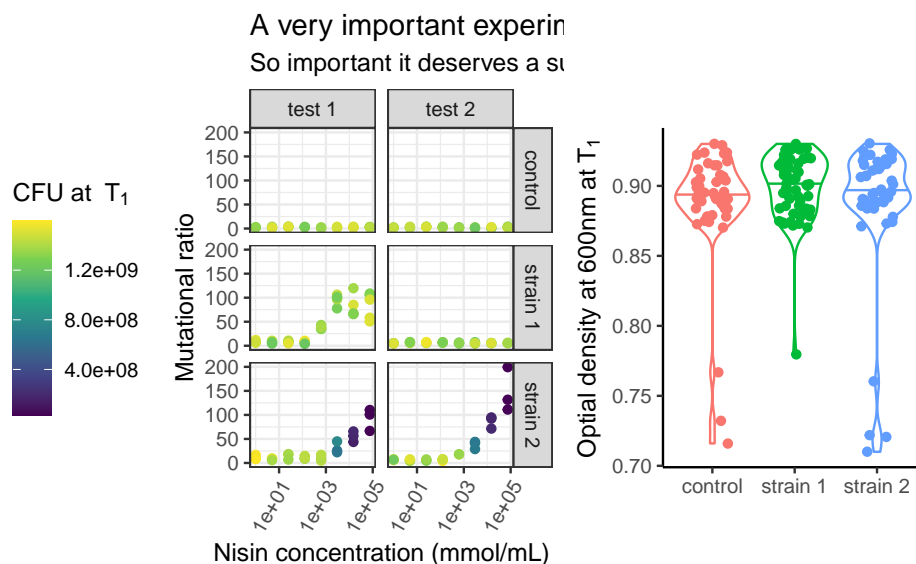 A very important experin
So important it deserves a su
test 1
test 2
200
150
100
50
0
control
200
150
100
50
0
strain 1
200
150
100
50
0
strain 2
Mutational ratio
1e+01
1e+03
1e+05
1e+01
1e+03
1e+05
Nisin concentration (mmol/mL)
CFU at T1
1.2e+09
8.0e+08
4.0e+08
Optial density at 600nm at T1
0.90
0.85
0.80
0.75
0.70
control
strain 1
strain 2